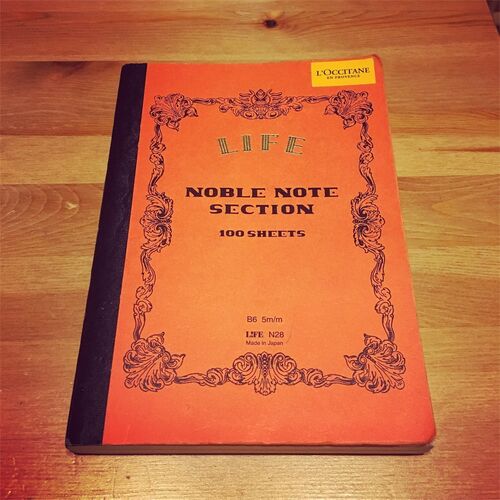 L'OCCITANE
EN PROVENCE
LIFE
NOBLE NOTE
SECTION
100 SHEETS
B6 5m/m
LIFE N28
Made in Japan